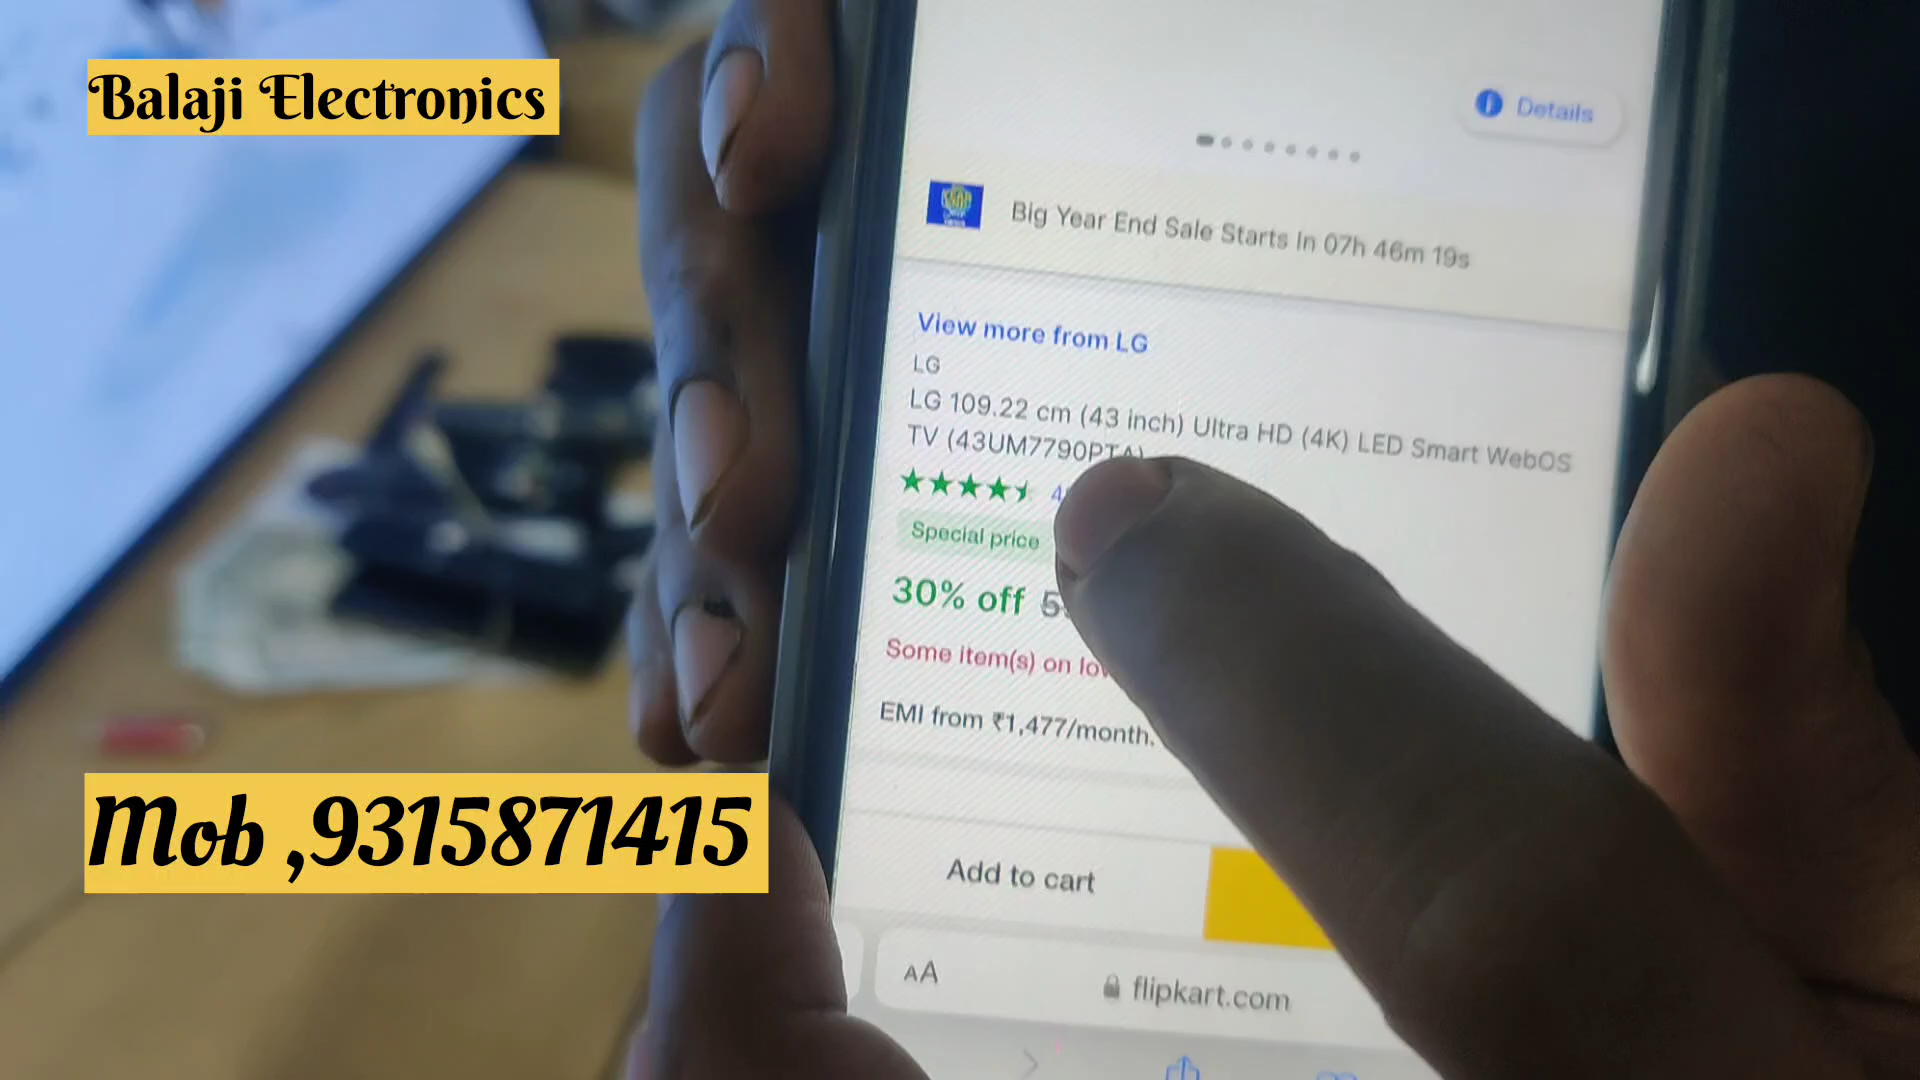 Balaji Electronics
Details
Big Year End Sale Starts In 07h 46m 19s
View more from LG
LG
LG 109.22 cm (43 inch) Ultra HD (4K) LED Smart WebOS
TV (43UM7790PTA)
Special price
30% off
Some item(s) on
EMI from ₹1,477/month.
Mob ,9315871415
Add to cart
AA
flipkart.com